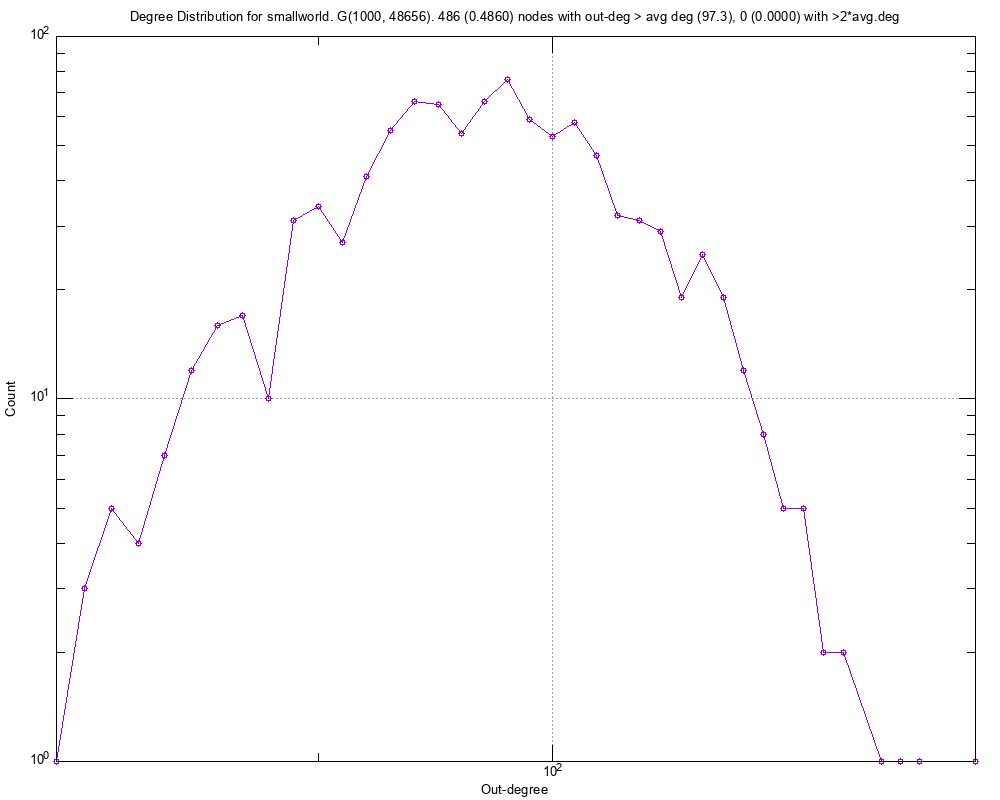 Degree Distribution for smallworld. G(1000, 48656). 486 (0.4860) nodes with out-deg > avg deg (97.3), 0 (0.0000) with >2*avg.deg
10²
10¹
10⁰
Count
10²
Out-degree